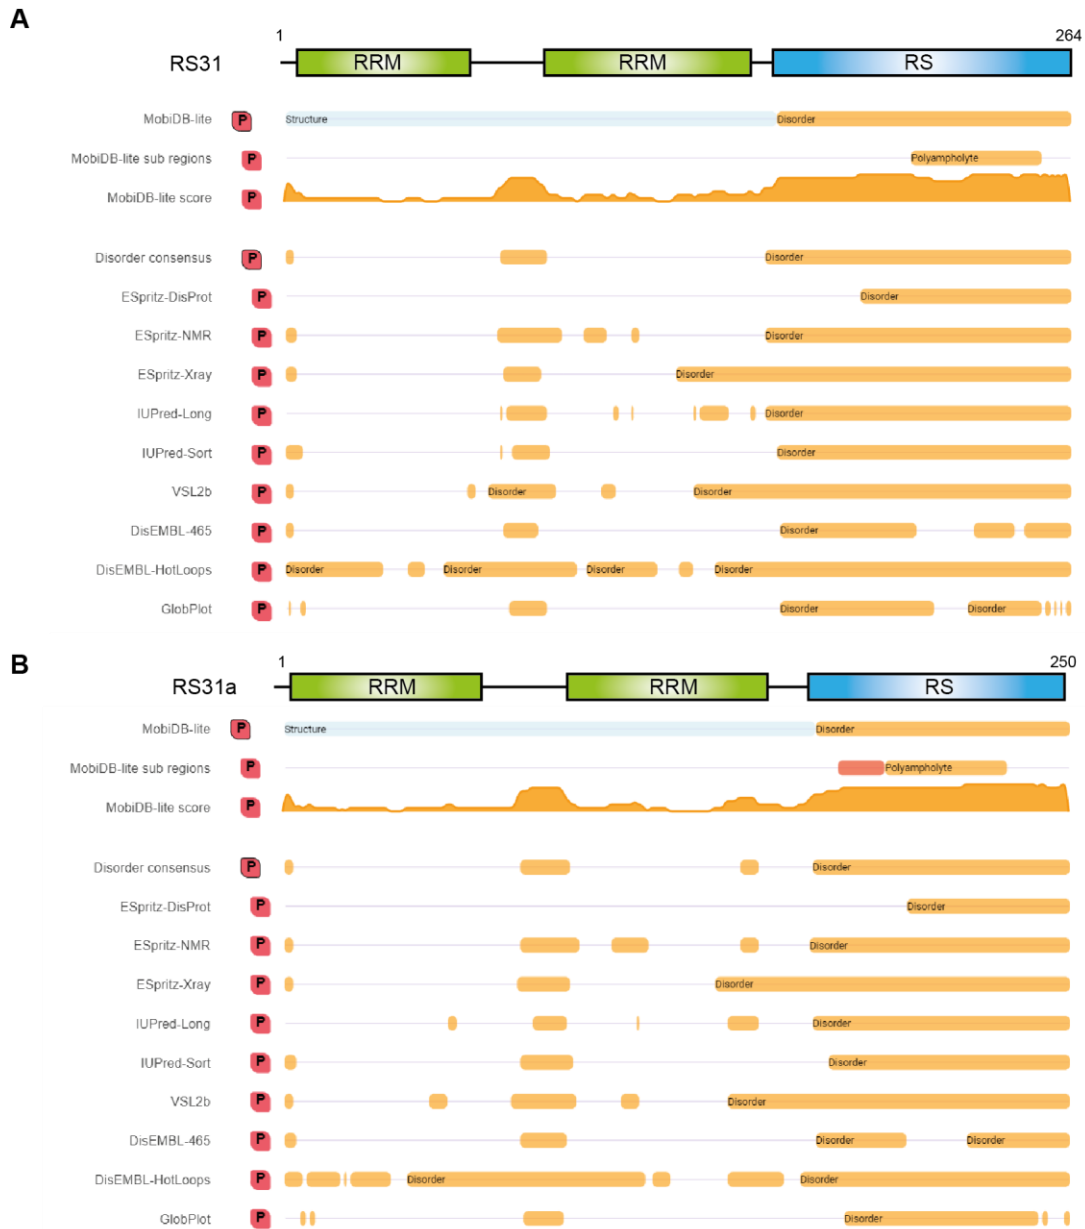 A
1 264
RS31 RRM RRM RS
MobiDB-lite P Structure Disorder
MobiDB-lite sub regions P Polyampholyte
MobiDB-lite score P
Disorder consensus P Disorder
ESpritz-DisProt P Disorder
ESpritz-NMR P Disorder
ESpritz-Xray P Disorder
IUPred-Long P Disorder
IUPred-Sort P Disorder
VSL2b P Disorder Disorder
DisEMBL-465 P Disorder
DisEMBL-HotLoops P Disorder Disorder Disorder Disorder
GlobPlot P Disorder Disorder
B
1 250
RS31a RRM RRM RS
MobiDB-lite P Structure Disorder
MobiDB-lite sub regions P Polyampholyte
MobiDB-lite score P
Disorder consensus P Disorder
ESpritz-DisProt P Disorder
ESpritz-NMR P Disorder
ESpritz-Xray P Disorder
IUPred-Long P Disorder
IUPred-Sort P Disorder
VSL2b P Disorder
DisEMBL-465 P Disorder Disorder
DisEMBL-HotLoops P Disorder Disorder
GlobPlot P Disorder